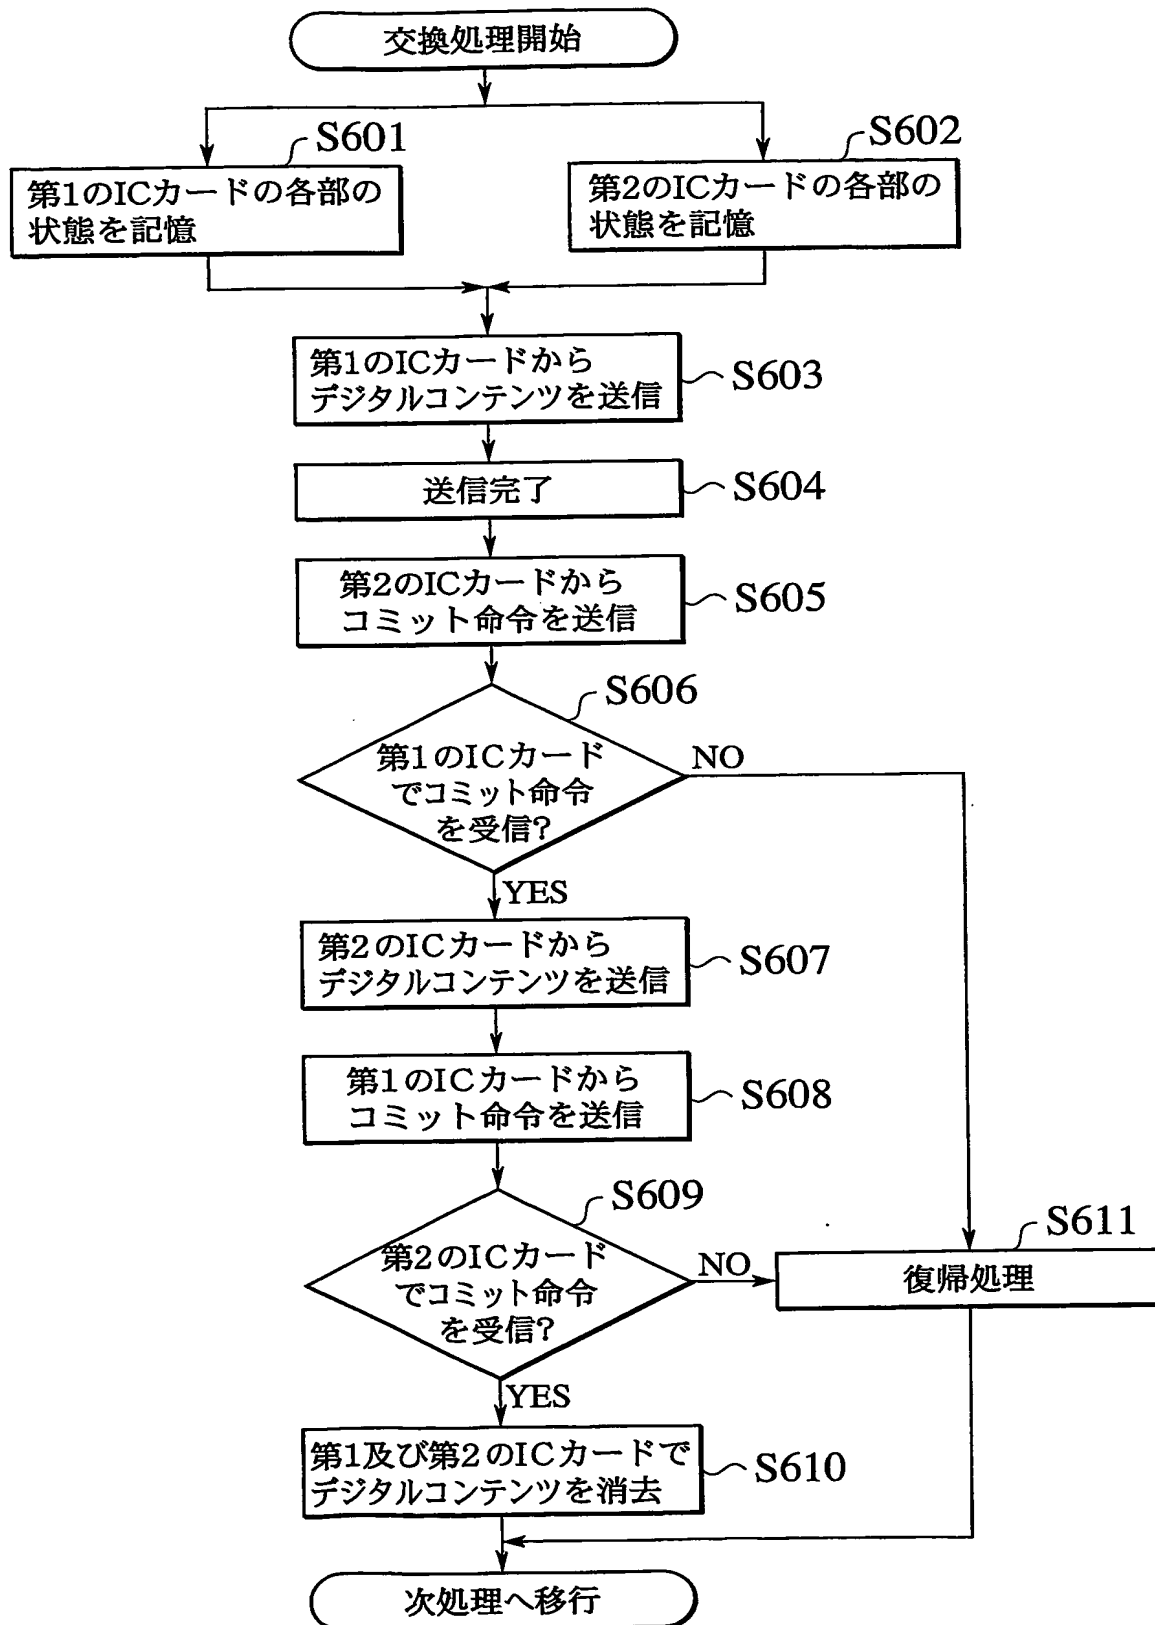 交換処理開始
S601
第1のICカードの各部の
状態を記憶
S602
第2のICカードの各部の
状態を記憶
第1のICカードから
デジタルコンテンツを送信
S603
送信完了
S604
第2のICカードから
コミット命令を送信
S605
S606
第1のICカード
でコミット命令
を受信?
NO
YES
第2のICカードから
デジタルコンテンツを送信
S607
第1のICカードから
コミット命令を送信
S608
S609
第2のICカード
でコミット命令
を受信?
NO
S611
復帰処理
YES
第1及び第2のICカードで
デジタルコンテンツを消去
S610
次処理へ移行